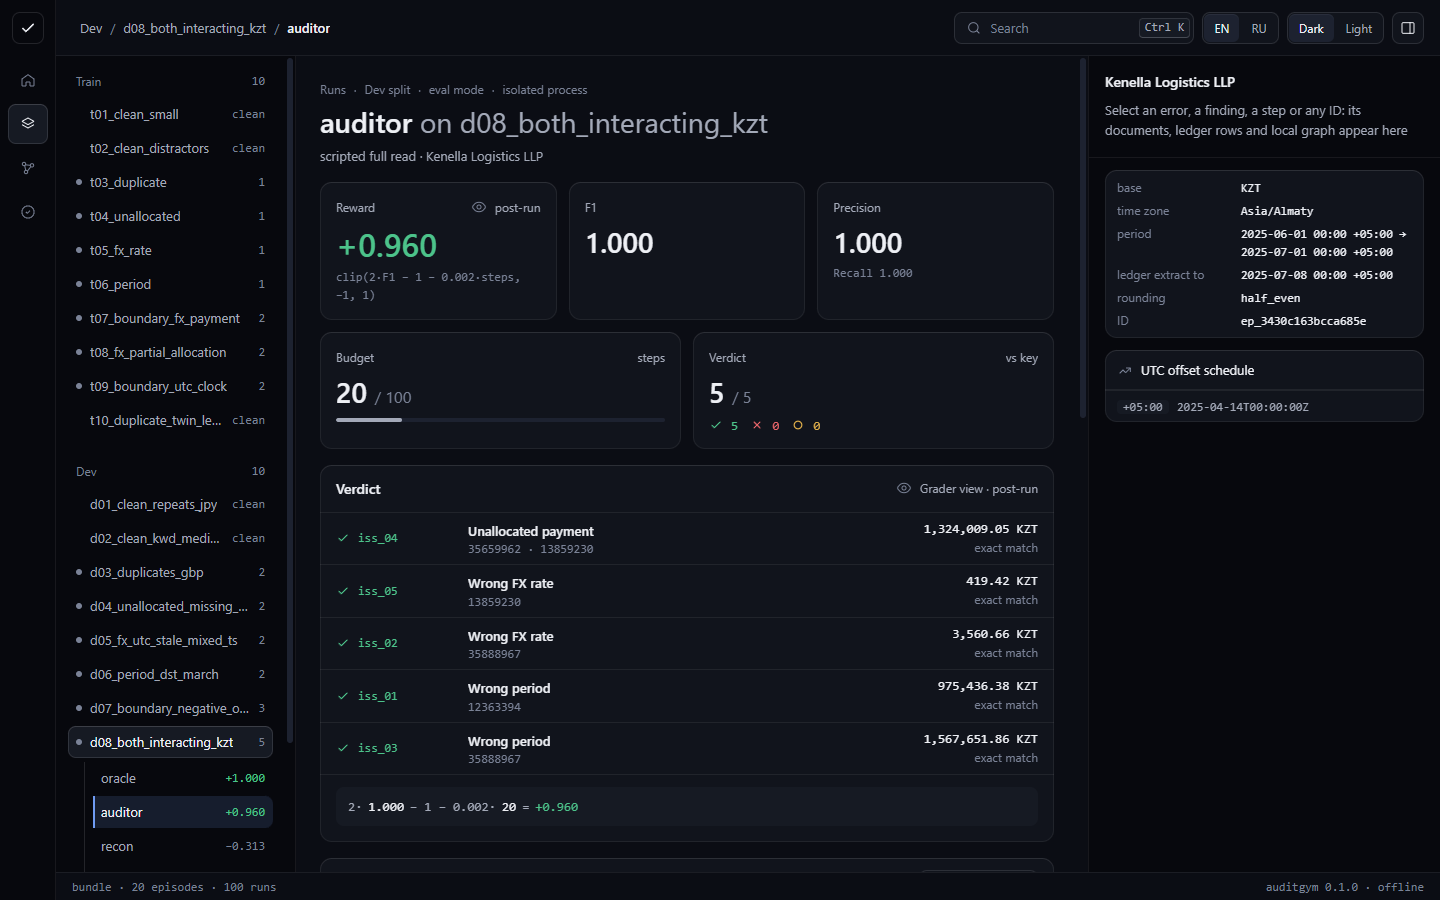 Dev / d08_both_interacting_kzt / auditor
Search Ctrl K
EN RU
Dark Light
Train 10
t01_clean_small clean
t02_clean_distractors clean
t03_duplicate 1
t04_unallocated 1
t05_fx_rate 1
t06_period 1
t07_boundary_fx_payment 2
t08_fx_partial_allocation 2
t09_boundary_utc_clock 2
t10_duplicate_twin_le... clean
Dev 10
d01_clean_repeats_jpy clean
d02_clean_kwd_medi... clean
d03_duplicates_gbp 2
d04_unallocated_missing_... 2
d05_fx_utc_stale_mixed_ts 2
d06_period_dst_march 2
d07_boundary_negative_o... 3
d08_both_interacting_kzt 5
oracle +1.000
auditor +0.960
recon −0.313
Runs · Dev split · eval mode · isolated process
auditor on d08_both_interacting_kzt
scripted full read · Kenella Logistics LLP
Reward post-run
+0.960
clip(2·F1 − 1 − 0.002·steps,
−1, 1)
F1
1.000
Precision
1.000
Recall 1.000
Budget steps
20 / 100
Verdict vs key
5 / 5
5 0 0
Verdict Grader view · post-run
iss_04 Unallocated payment 1,324,009.05 KZT
35659962 · 13859230 exact match
iss_05 Wrong FX rate 419.42 KZT
13859230 exact match
iss_02 Wrong FX rate 3,560.66 KZT
35888967 exact match
iss_01 Wrong period 975,436.38 KZT
12363394 exact match
iss_03 Wrong period 1,567,651.86 KZT
35888967 exact match
2· 1.000 − 1 − 0.002· 20 = +0.960
Kenella Logistics LLP
Select an error, a finding, a step or any ID: its
documents, ledger rows and local graph appear here
base KZT
time zone Asia/Almaty
period 2025-06-01 00:00 +05:00 →
2025-07-01 00:00 +05:00
ledger extract to 2025-07-08 00:00 +05:00
rounding half_even
ID ep_3430c163bcca685e
UTC offset schedule
+05:00 2025-04-14T00:00:00Z
bundle · 20 episodes · 100 runs
auditgym 0.1.0 · offline